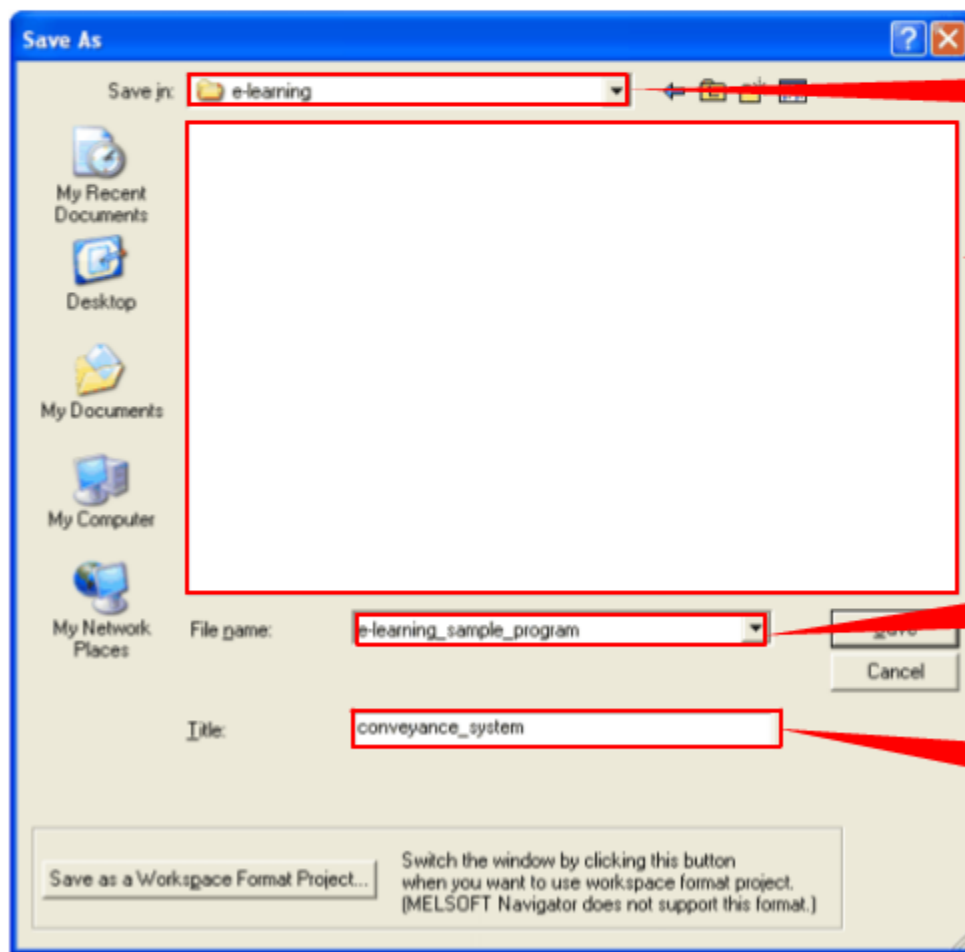 Save As
Save in:
e-learning
My Recent
Documents
Desktop
My Documents
My Computer
My Network
Places
File name:
e-learning_sample_program
Cancel
Title:
conveyance_system
Save as a Workspace Format Project...
Switch the window by clicking this button
when you want to use workspace format project.
(MELSOFT Navigator does not support this format.)